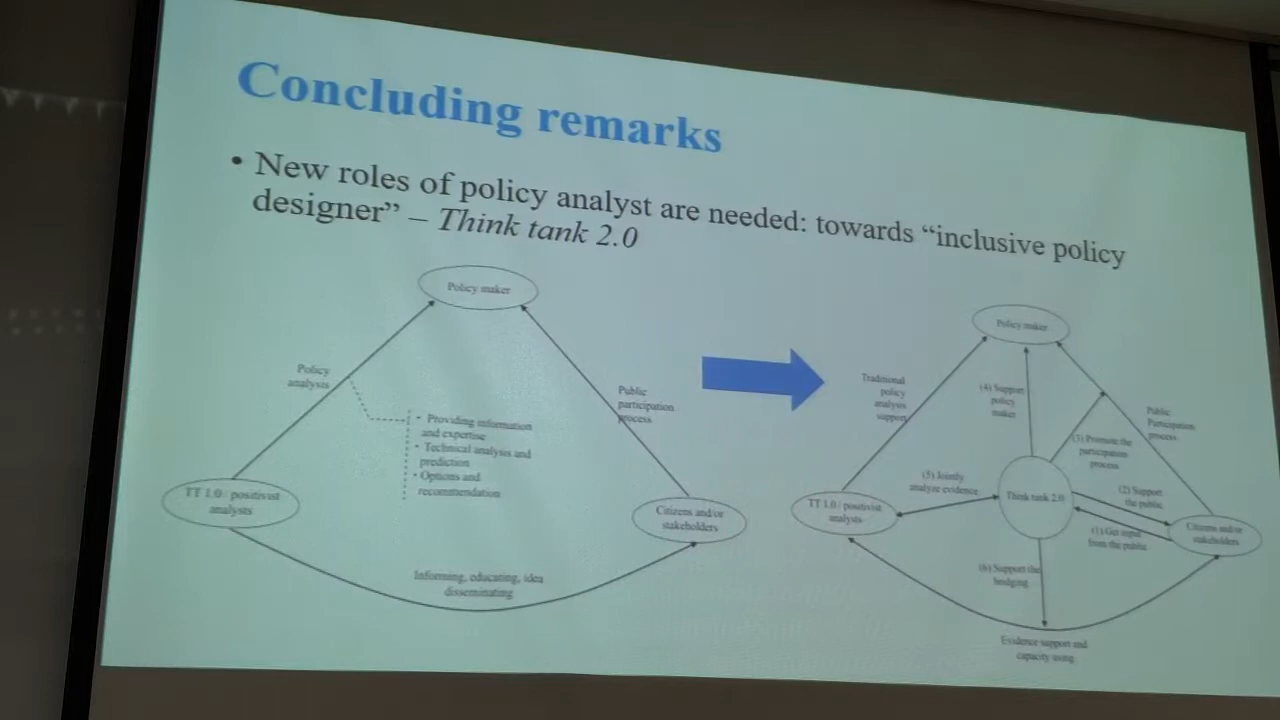 Concluding remarks
• New roles of policy analyst are needed: towards “inclusive policy
designer” – Think tank 2.0
Policy maker
Policy
analysis
Public
participation
process
• Providing information
and expertise
• Technical analysis and
prediction
• Options and
recommendation
TT 1.0 / positivist
analysts
Citizens and/or
stakeholders
Informing, educating, idea
disseminating
Policy maker
Traditional
policy
analysis
support
(4) Support
policy
maker
Public
Participation
process
(3) Promote the
participation
process
(5) Jointly
analyze evidence
Think tank 2.0
(2) Support
the public
TT 1.0 / positivist
analysts
(1) Get input
from the public
Citizens and/or
stakeholders
(6) Support the
bridging
Evidence support and
capacity using